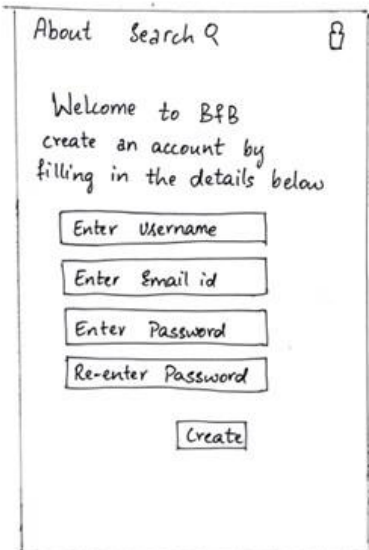 About Search
Welcome to BfB
create an account by
filling in the details below
Enter Username
Enter Email id
Enter Password
Re-enter Password
Create